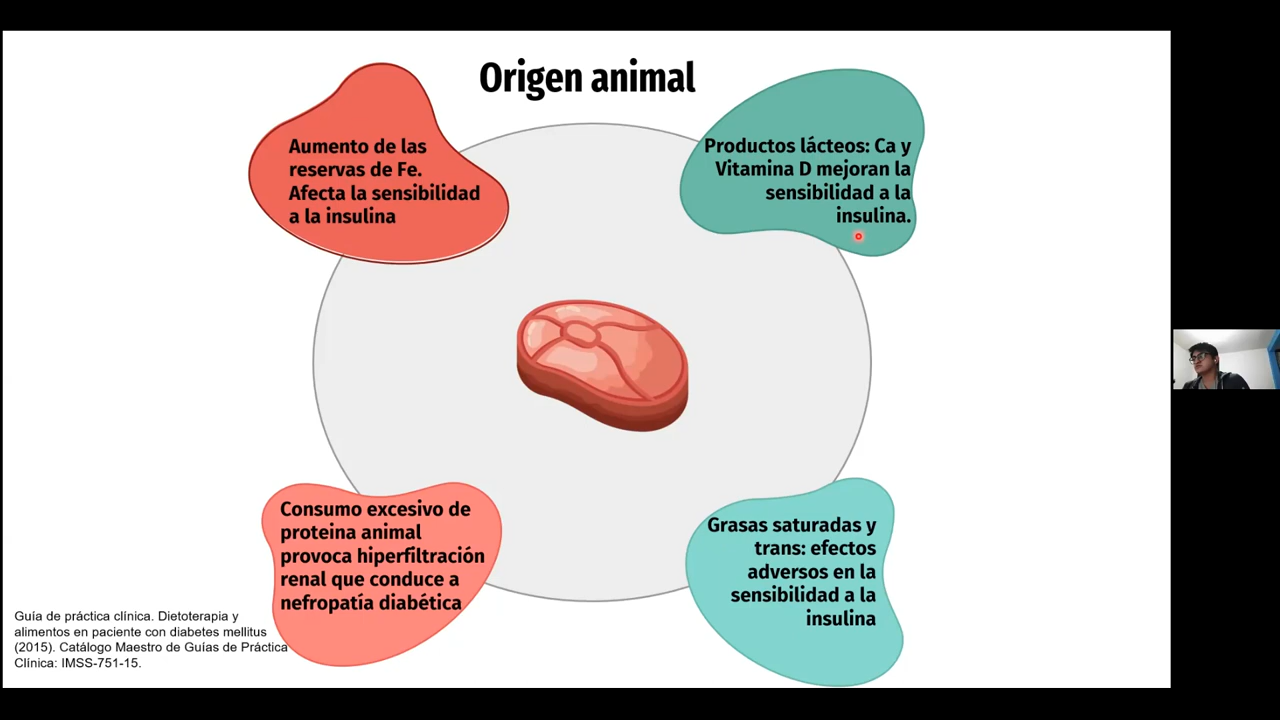 Origen animal
Aumento de las
reservas de Fe.
Afecta la sensibilidad
a la insulina
Productos lácteos: Ca y
Vitamina D mejoran la
sensibilidad a la
insulina.
Consumo excesivo de
proteina animal
provoca hiperfiltración
renal que conduce a
nefropatía diabética
Grasas saturadas y
trans: efectos
adversos en la
sensibilidad a la
insulina
Guía de práctica clínica. Dietoterapia y
alimentos en paciente con diabetes mellitus
(2015). Catálogo Maestro de Guías de Práctica
Clínica: IMSS-751-15.